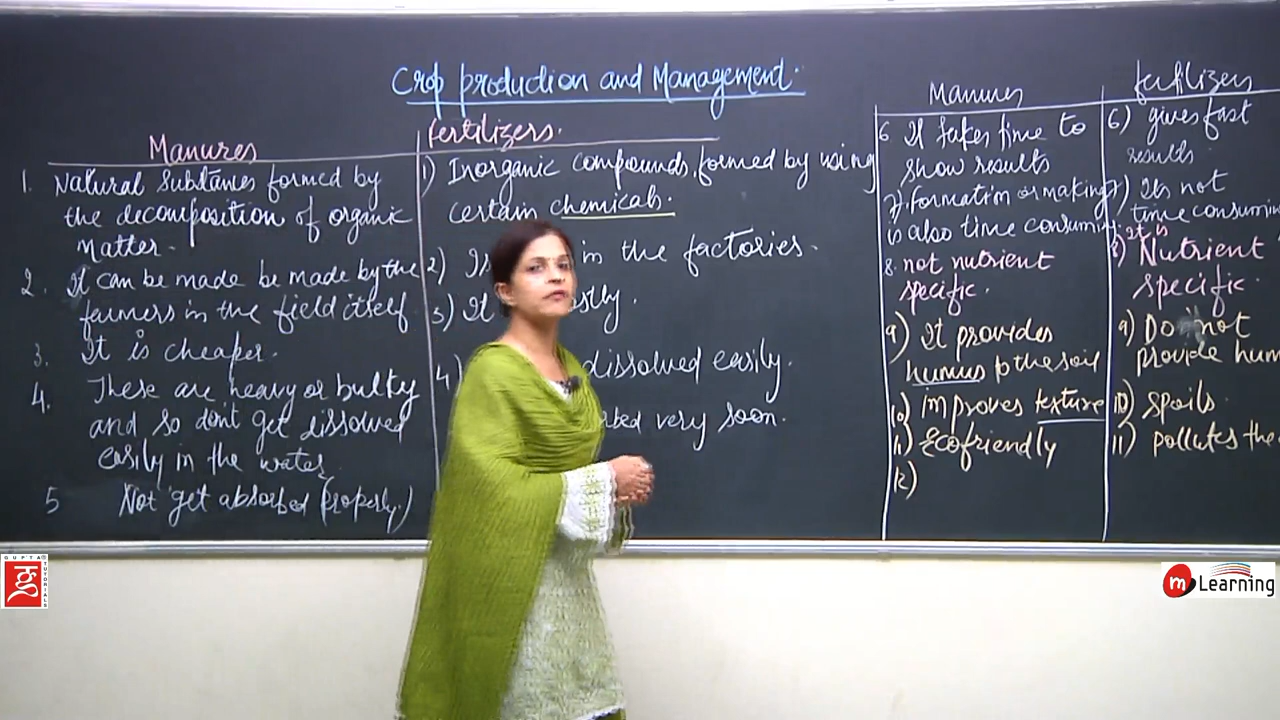 Crop production and Management.
Manures
1. Natural Substances formed by
the decomposition of organic
Matter.
2. It can be made be made by the
farmers in the field itself
3. It is cheaper.
4. These are heavy or bulky
and so don't get dissolved
easily in the water.
5 Not get absorbed (properly.)
fertilizers.
1) Inorganic compounds, formed by using
certain chemicals.
2) Is in the factories.
3) It
4) dissolved easily.
very soon.
Manures
6 It takes time to
show results
7. Formation or making
is also time consuming
8. not nutrient
specific
9) It provides
humus to the soil
10) improves texture
11) Ecofriendly
12)
fertilizers
6) gives fast
results.
7) Its not
time consumin
8) It is Nutrient
specific.
9) Do not
provide hum
10) Spoils.
11) pollutes the
GUPTA TUTORIALS
m Learning